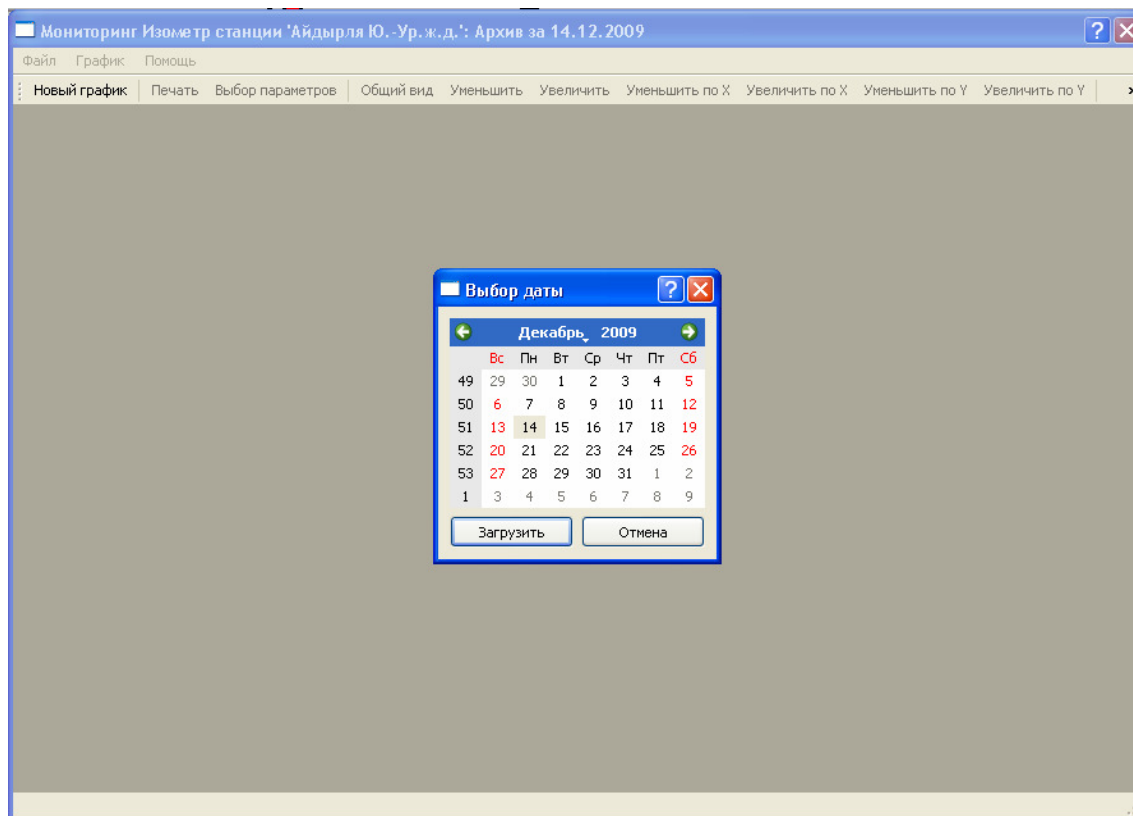 Мониторинг Изометр станции 'Айдырля Ю.-Ур.ж.д.': Архив за 14.12.2009
Файл График Помощь
Новый график Печать Выбор параметров Общий вид Уменьшить Увеличить Уменьшить по X Увеличить по X Уменьшить по Y Увеличить по Y
Выбор даты
Декабрь 2009
Вс Пн Вт Ср Чт Пт Сб
49 29 30 1 2 3 4 5
50 6 7 8 9 10 11 12
51 13 14 15 16 17 18 19
52 20 21 22 23 24 25 26
53 27 28 29 30 31 1 2
1 3 4 5 6 7 8 9
Загрузить Отмена